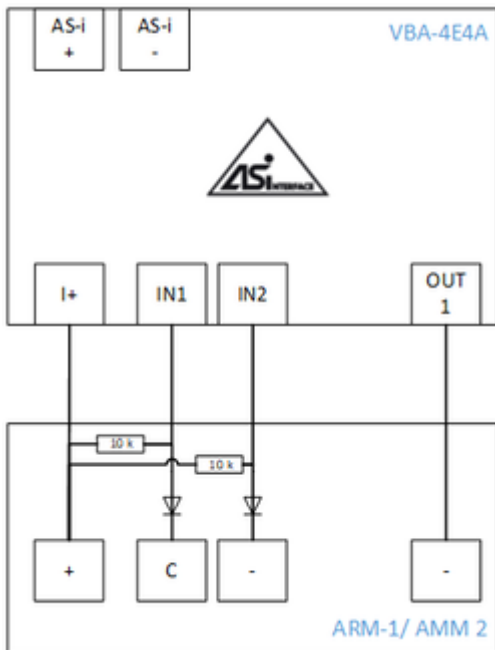 AS-i
+
AS-i
-
VBA-4E4A
ASi INTERFACE
I+
IN1
IN2
OUT
1
10 k
10 k
+
C
-
-
ARM-1/ AMM 2